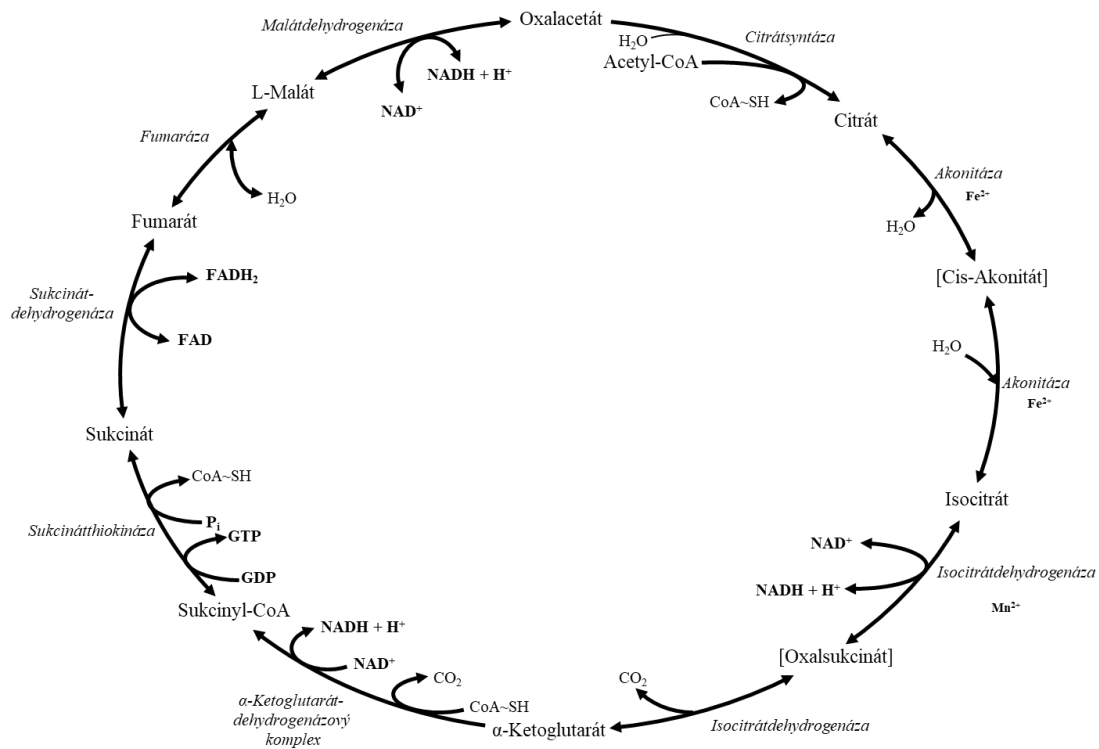 Oxalacetát
Citrátsyntáza
H₂O
Acetyl-CoA
CoA~SH
Citrát
Akonitáza
Fe²⁺
H₂O
[Cis-Akonitát]
H₂O
Akonitáza
Fe²⁺
Isocitrát
NAD⁺
NADH + H⁺
Isocitrátdehydrogenáza
Mn²⁺
[Oxalsukcinát]
CO₂
Isocitrátdehydrogenáza
α-Ketoglutarát
CoA~SH
CO₂
NAD⁺
NADH + H⁺
α-Ketoglutarát-
dehydrogenázový
komplex
Sukcinyl-CoA
GDP
GTP
Pᵢ
CoA~SH
Sukcinátthiokináza
Sukcinát
FAD
FADH₂
Sukcinát-
dehydrogenáza
Fumarát
H₂O
Fumaráza
L-Malát
NAD⁺
NADH + H⁺
Malátdehydrogenáza